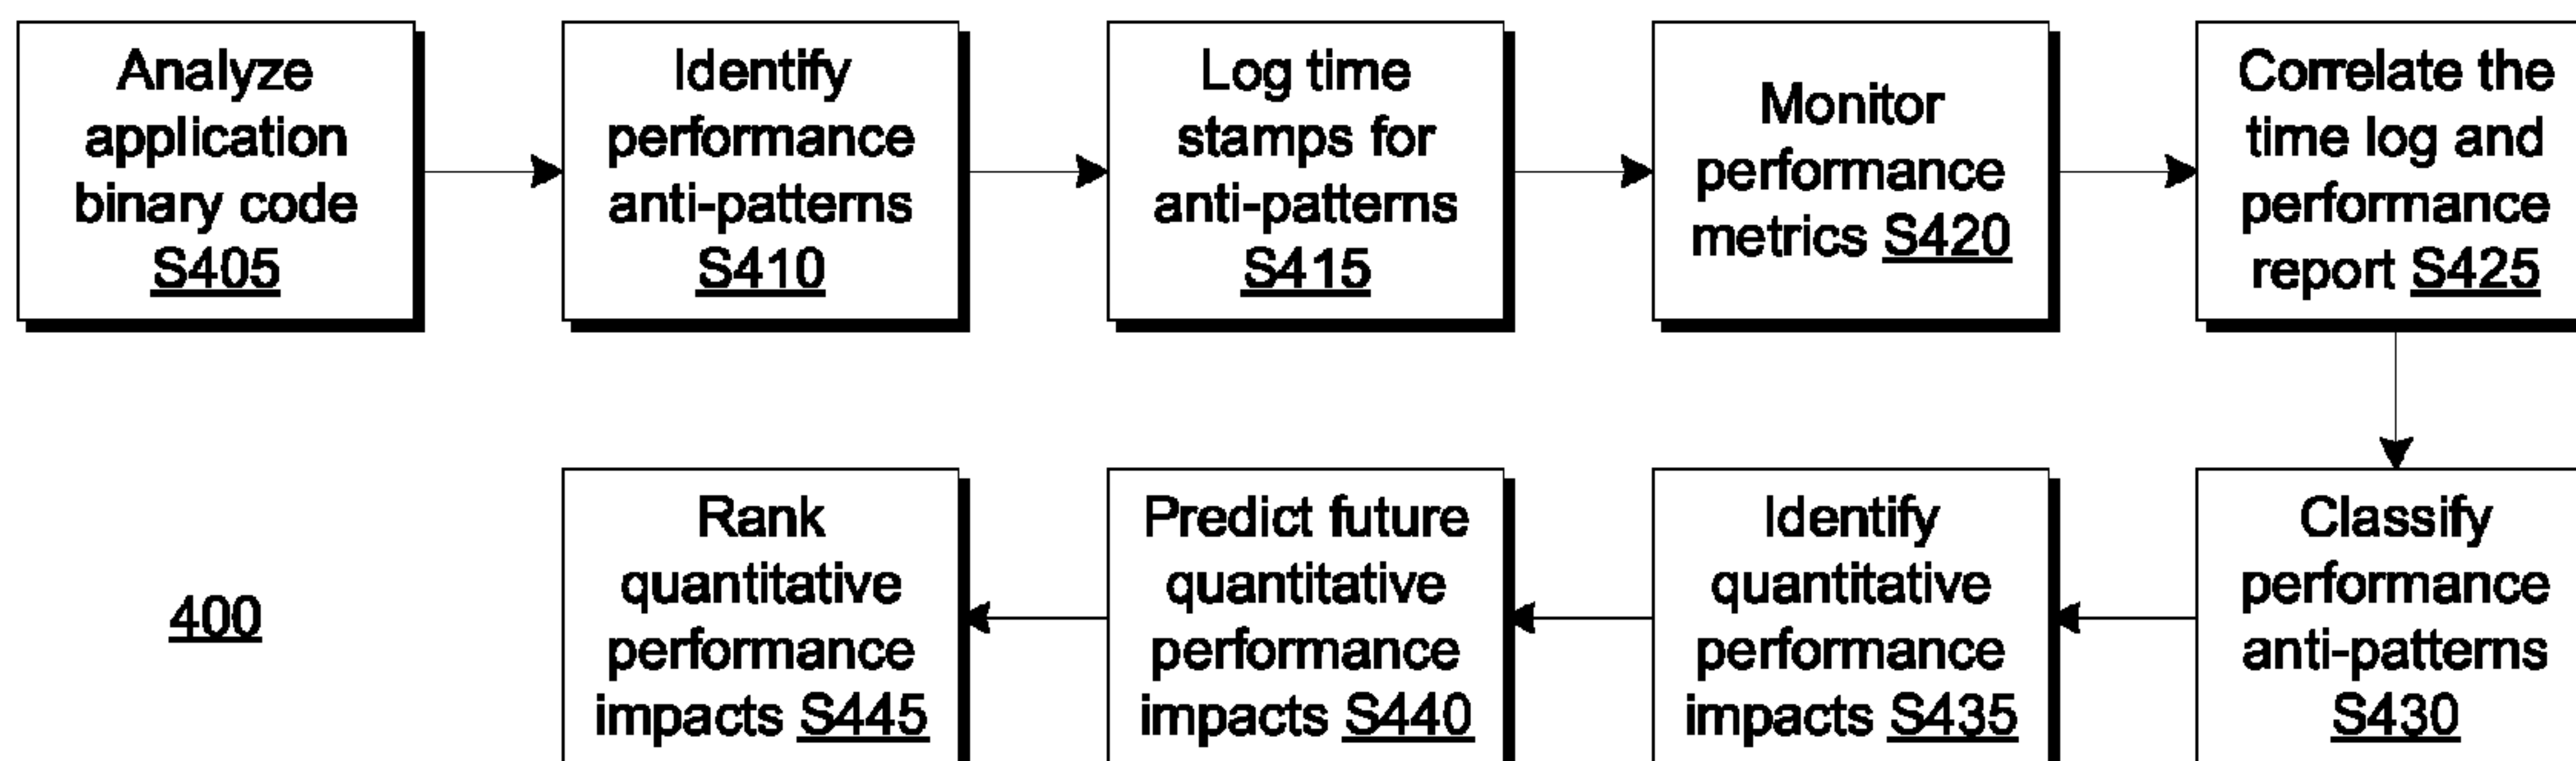 Analyze
application
binary code
S405
Identify
performance
anti-patterns
S410
Log time
stamps for
anti-patterns
S415
Monitor
performance
metrics S420
Correlate the
time log and
performance
report S425
Classify
performance
anti-patterns
S430
Identify
quantitative
performance
impacts S435
Predict future
quantitative
performance
impacts S440
Rank
quantitative
performance
impacts S445
400